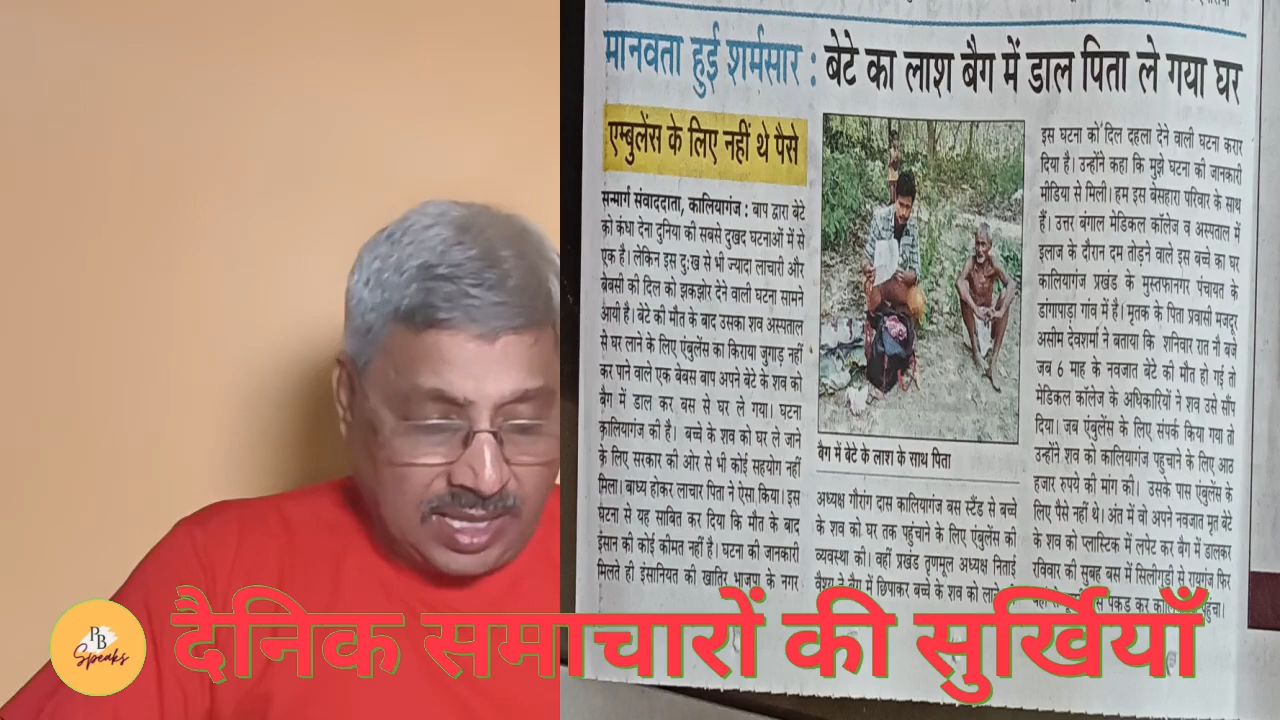 मानवता हुई शर्मसार : बेटे का लाश बैग में डाल पिता ले गया घर
एम्बुलेंस के लिए नहीं थे पैसे
सन्मार्ग संवाददाता, कालियागंज : बाप द्वारा बेटे
को कंधा देना दुनिया की सबसे दुखद घटनाओं में से
एक है। लेकिन इस दु:ख से भी ज्यादा लाचारी और
बेबसी की दिल को झकझोर देने वाली घटना सामने
आयी है। बेटे की मौत के बाद उसका शव अस्पताल
से घर लाने के लिए एंबुलेंस का किराया जुगाड़ नहीं
कर पाने वाले एक बेबस बाप अपने बेटे के शव को
बैग में डाल कर बस से घर ले गया। घटना
कालियागंज की है। बच्चे के शव को घर ले जाने
के लिए सरकार की ओर से भी कोई सहयोग नहीं
मिला। बाध्य होकर लाचार पिता ने ऐसा किया। इस
घटना से यह साबित कर दिया कि मौत के बाद
इंसान की कोई कीमत नहीं है। घटना की जानकारी
मिलते ही इंसानियत की खातिर भाजपा के नगर
बैग में बेटे के लाश के साथ पिता
अध्यक्ष गौरांग दास कालियागंज बस स्टैंड से बच्चे
के शव को घर तक पहुंचाने के लिए एंबुलेंस की
व्यवस्था की। वहीं प्रखंड तृणमूल अध्यक्ष निताई
वैश्य ने बैग में छिपाकर बच्चे के शव को लाने
इस घटना को दिल दहला देने वाली घटना करार
दिया है। उन्होंने कहा कि मुझे घटना की जानकारी
मीडिया से मिली। हम इस बेसहारा परिवार के साथ
हैं। उत्तर बंगाल मेडिकल कॉलेज व अस्पताल में
इलाज के दौरान दम तोड़ने वाले इस बच्चे का घर
कालियागंज प्रखंड के मुस्तफानगर पंचायत के
डांगापाड़ा गांव में है। मृतक के पिता प्रवासी मजदूर
असीम देवशर्मा ने बताया कि शनिवार रात नौ बजे
जब 6 माह के नवजात बेटे की मौत हो गई तो
मेडिकल कॉलेज के अधिकारियों ने शव उसे सौंप
दिया। जब एंबुलेंस के लिए संपर्क किया गया तो
उन्होंने शव को कालियागंज पहुचाने के लिए आठ
हजार रुपये की मांग की। उसके पास एंबुलेंस के
लिए पैसे नहीं थे। अंत में वो अपने नवजात मृत बेटे
के शव को प्लास्टिक में लपेट कर बैग में डालकर
रविवार की सुबह बस में सिलीगुड़ी से रायगंज फिर
पकड़ कर
PB
Speaks
दैनिक समाचारों की सुर्खियाँ